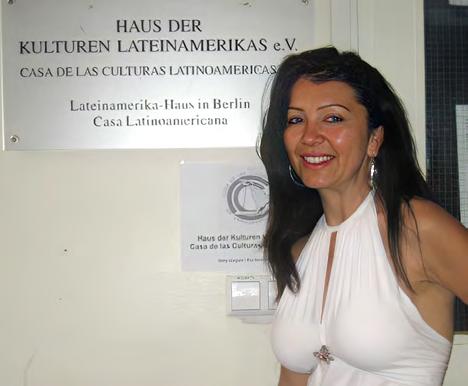 HAUS DER
KULTUREN LATEINAMERIKAS e.V.
CASA DE LAS CULTURAS LATINOAMERICAS
Lateinamerika-Haus in Berlin
Casa Latinoamericana
Haus der Kulturen
Casa de las Culturas